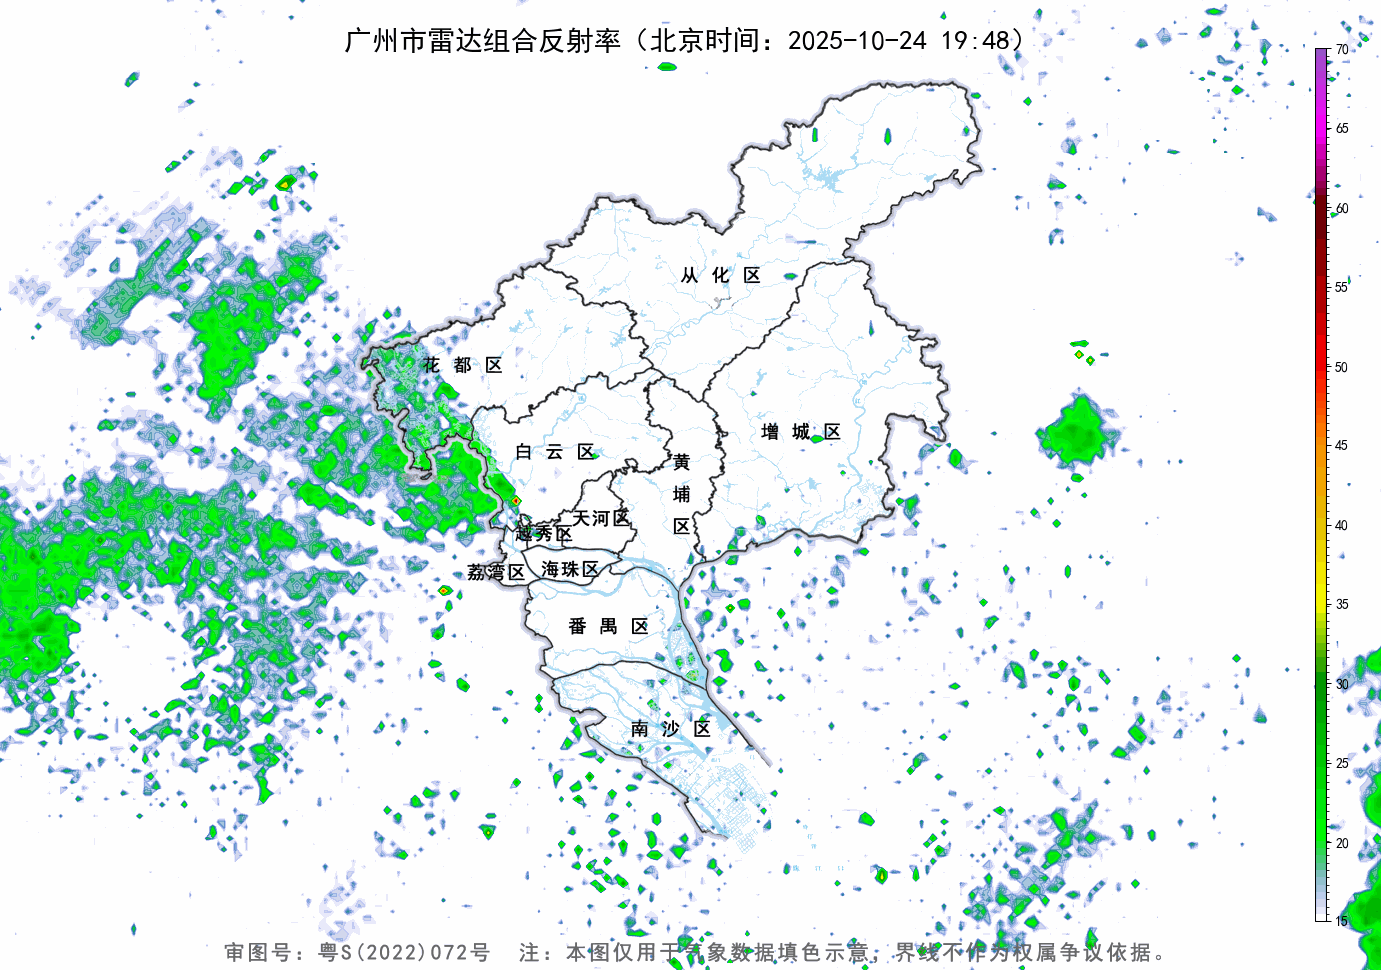 广州市雷达组合反射率（北京时间：2025-10-24 19:48）
70
65
60
55
50
45
40
35
30
25
20
15
从 化 区
花 都 区
增 城 区
白 云 区
黄
埔
区
天河区
越秀区
荔湾区
海珠区
番 禺 区
南 沙 区
审图号：粤S(2022)072号 注：本图仅用于气象数据填色示意，界线不作为权属争议依据。